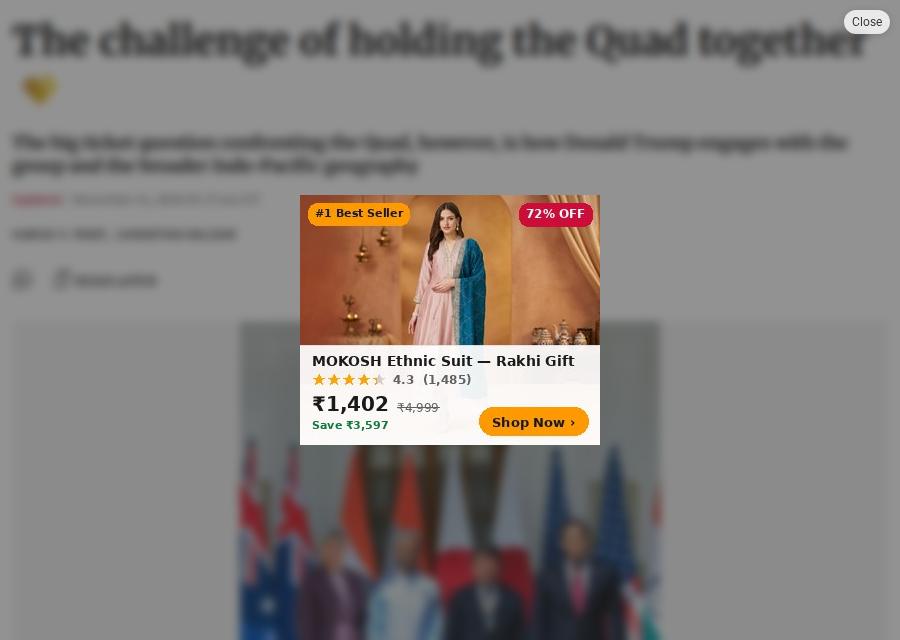 Close
The challenge of holding the Quad together
The big-ticket question confronting the Quad, however, is how Donald Trump engages with the
group and the broader Indo-Pacific geography
#1 Best Seller
72% OFF
MOKOSH Ethnic Suit — Rakhi Gift
4.3 (1,485)
₹1,402 ₹4,999
Save ₹3,597
Shop Now ›